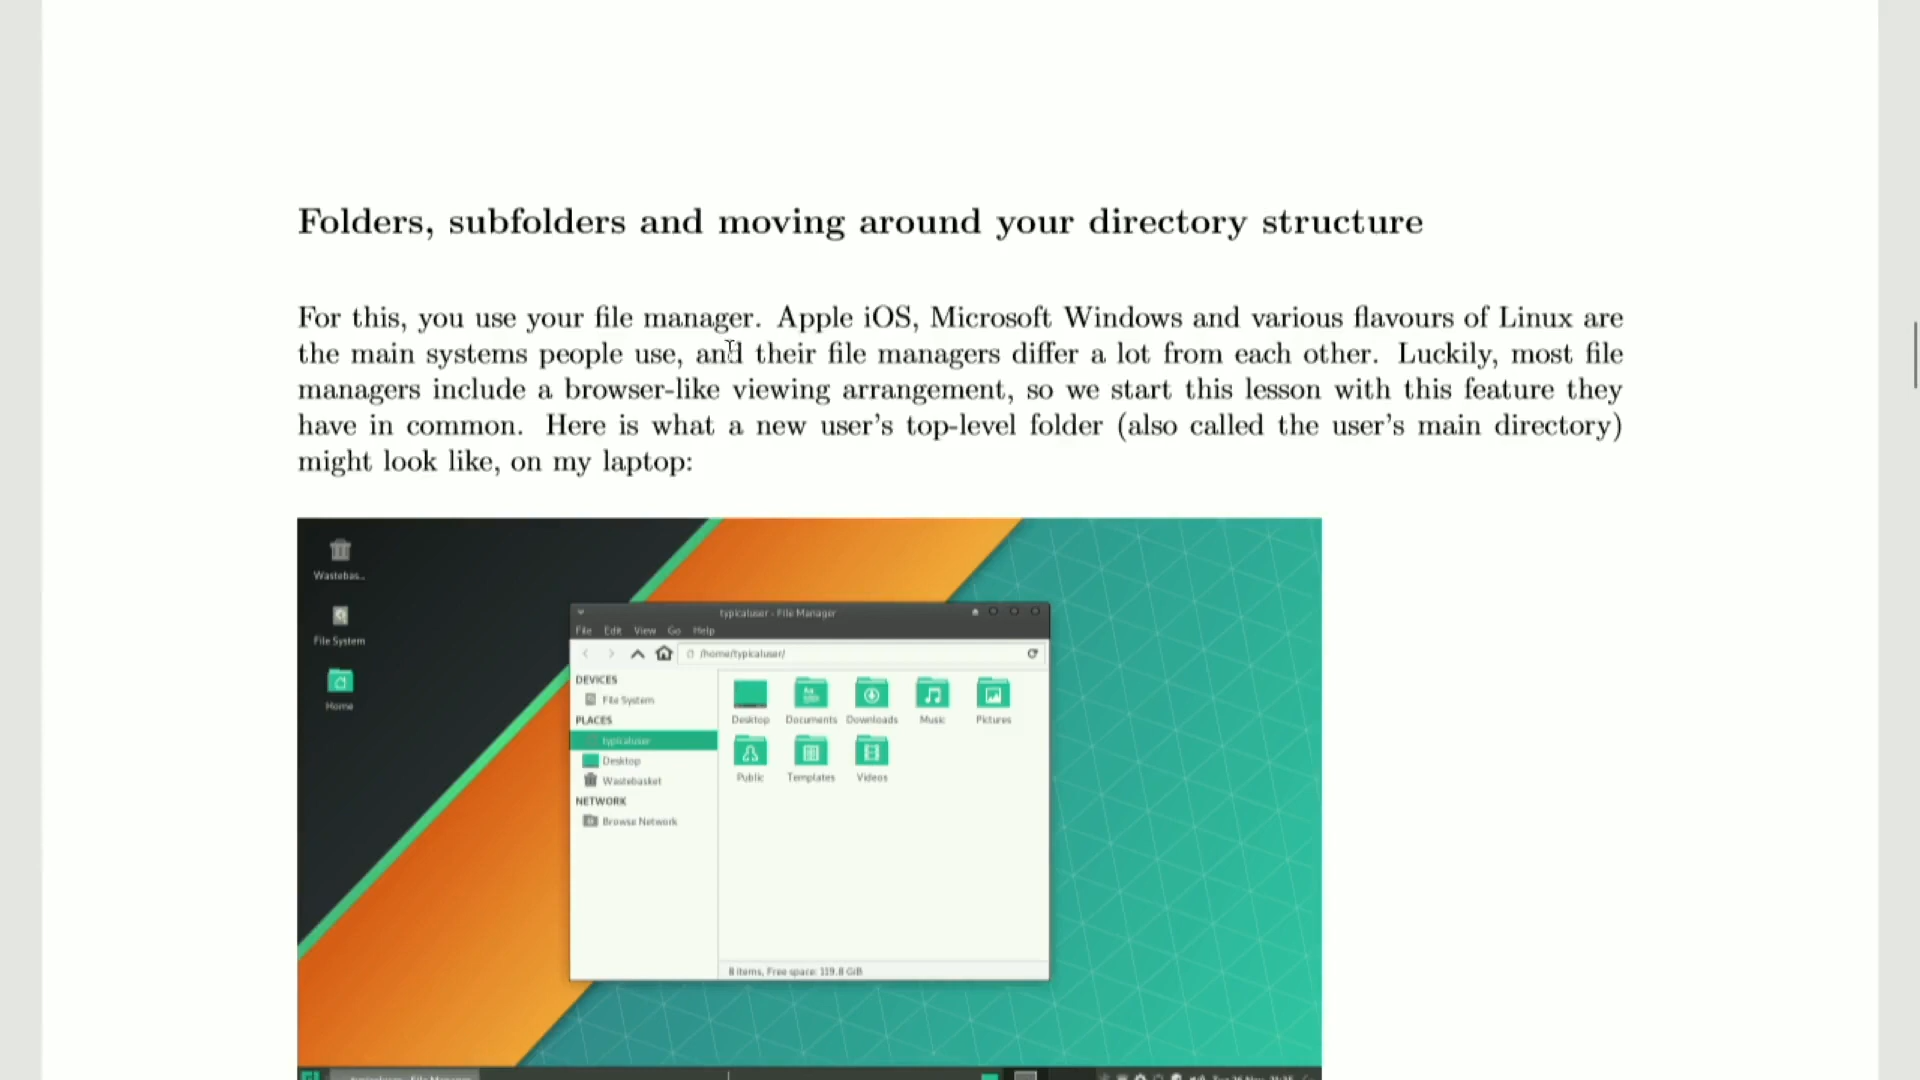 Folders, subfolders and moving around your directory structure
For this, you use your file manager. Apple iOS, Microsoft Windows and various flavours of Linux are
the main systems people use, and their file managers differ a lot from each other. Luckily, most file
managers include a browser-like viewing arrangement, so we start this lesson with this feature they
have in common. Here is what a new user's top-level folder (also called the user's main directory)
might look like, on my laptop:
Wastebas..
File System
Home
typicaluser - File Manager
File Edit View Go Help
/home/typicaluser/
DEVICES
File System
PLACES
typicaluser
Desktop
Wastebasket
NETWORK
Browse Network
Desktop Documents Downloads Music Pictures
Public Templates Videos
8 items, Free space: 119.8 GiB